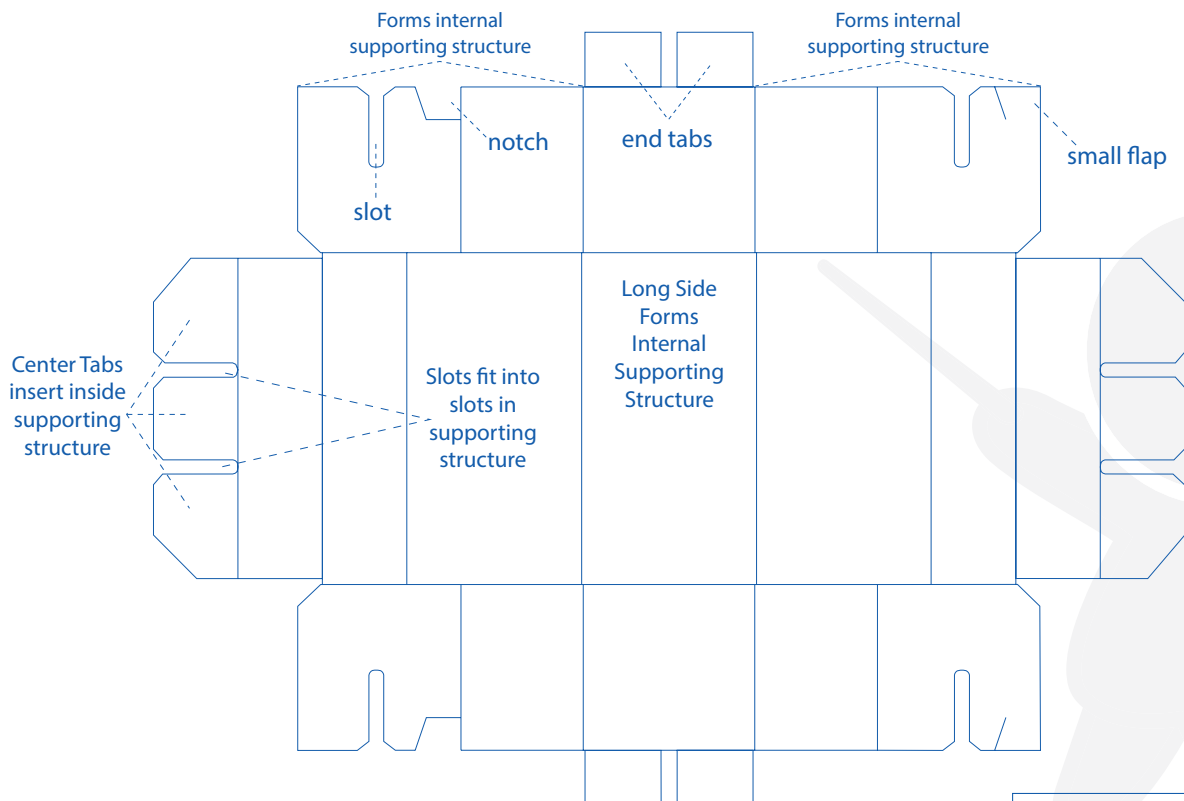 Forms internal
supporting structure
Forms internal
supporting structure
notch
end tabs
small flap
slot
Long Side
Forms
Internal
Supporting
Structure
Center Tabs
insert inside
supporting
structure
Slots fit into
slots in
supporting
structure